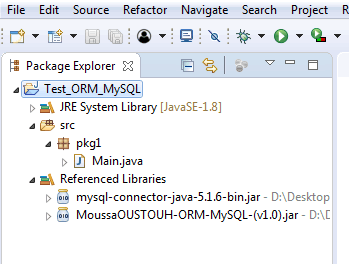 File Edit Source Refactor Navigate Search Project
Package Explorer
Test_ORM_MySQL
JRE System Library [JavaSE-1.8]
src
pkg1
Main.java
Referenced Libraries
mysql-connector-java-5.1.6-bin.jar - D:\Desktop
MoussaOUSTOUH-ORM-MySQL-(v1.0).jar - D:\D